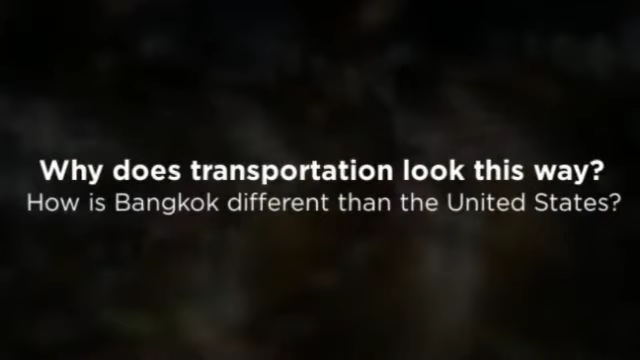 Why does transportation look this way?
How is Bangkok different than the United States?